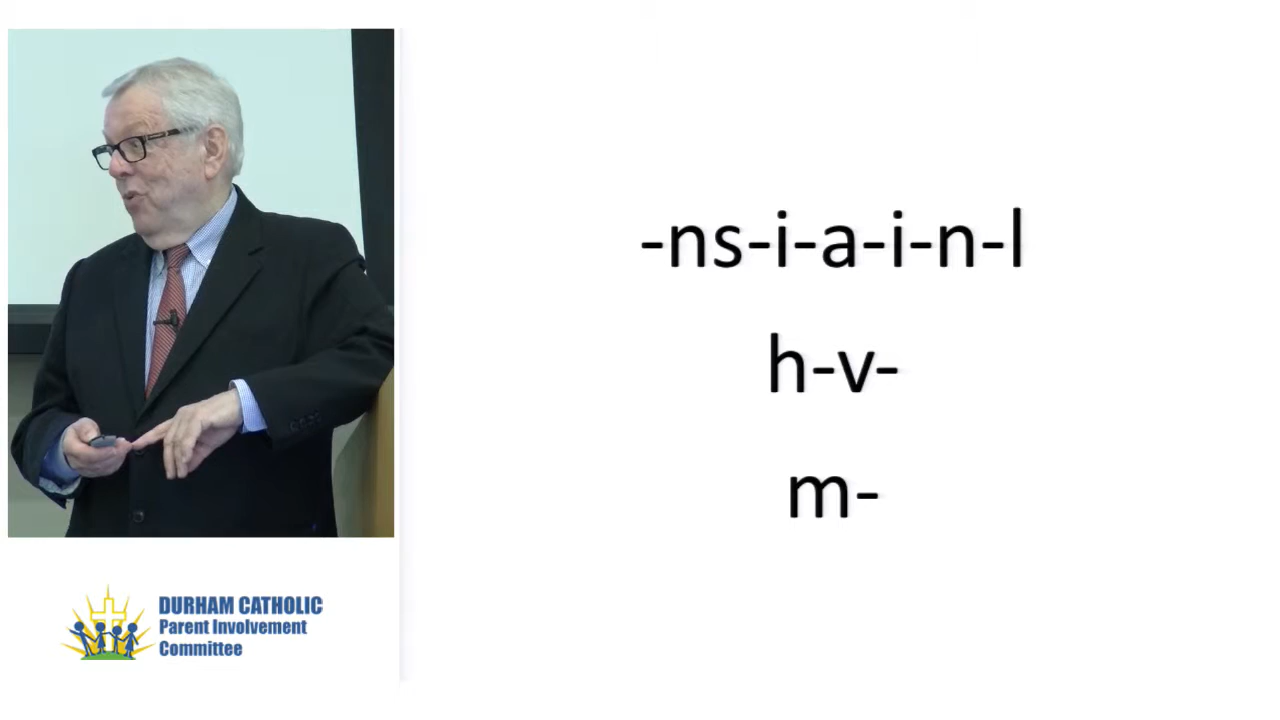 -ns-i-a-i-n-l
h-v-
m-
DURHAM CATHOLIC
Parent Involvement
Committee